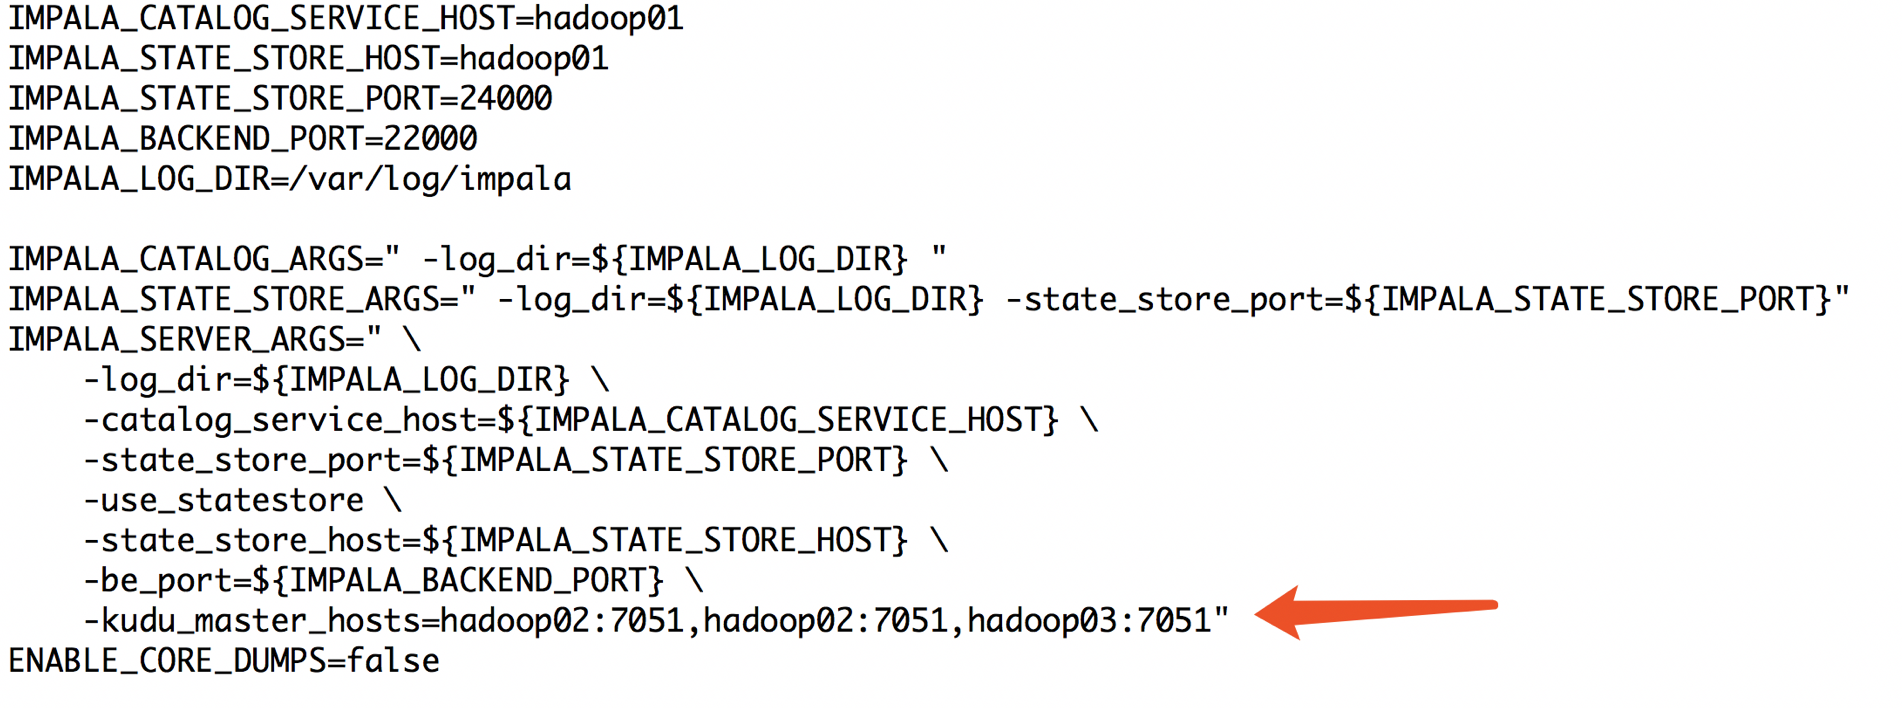 IMPALA_CATALOG_SERVICE_HOST=hadoop01
IMPALA_STATE_STORE_HOST=hadoop01
IMPALA_STATE_STORE_PORT=24000
IMPALA_BACKEND_PORT=22000
IMPALA_LOG_DIR=/var/log/impala

IMPALA_CATALOG_ARGS=" -log_dir=${IMPALA_LOG_DIR} "
IMPALA_STATE_STORE_ARGS=" -log_dir=${IMPALA_LOG_DIR} -state_store_port=${IMPALA_STATE_STORE_PORT}"
IMPALA_SERVER_ARGS=" \
    -log_dir=${IMPALA_LOG_DIR} \
    -catalog_service_host=${IMPALA_CATALOG_SERVICE_HOST} \
    -state_store_port=${IMPALA_STATE_STORE_PORT} \
    -use_statestore \
    -state_store_host=${IMPALA_STATE_STORE_HOST} \
    -be_port=${IMPALA_BACKEND_PORT} \
    -kudu_master_hosts=hadoop02:7051,hadoop02:7051,hadoop03:7051"
ENABLE_CORE_DUMPS=false